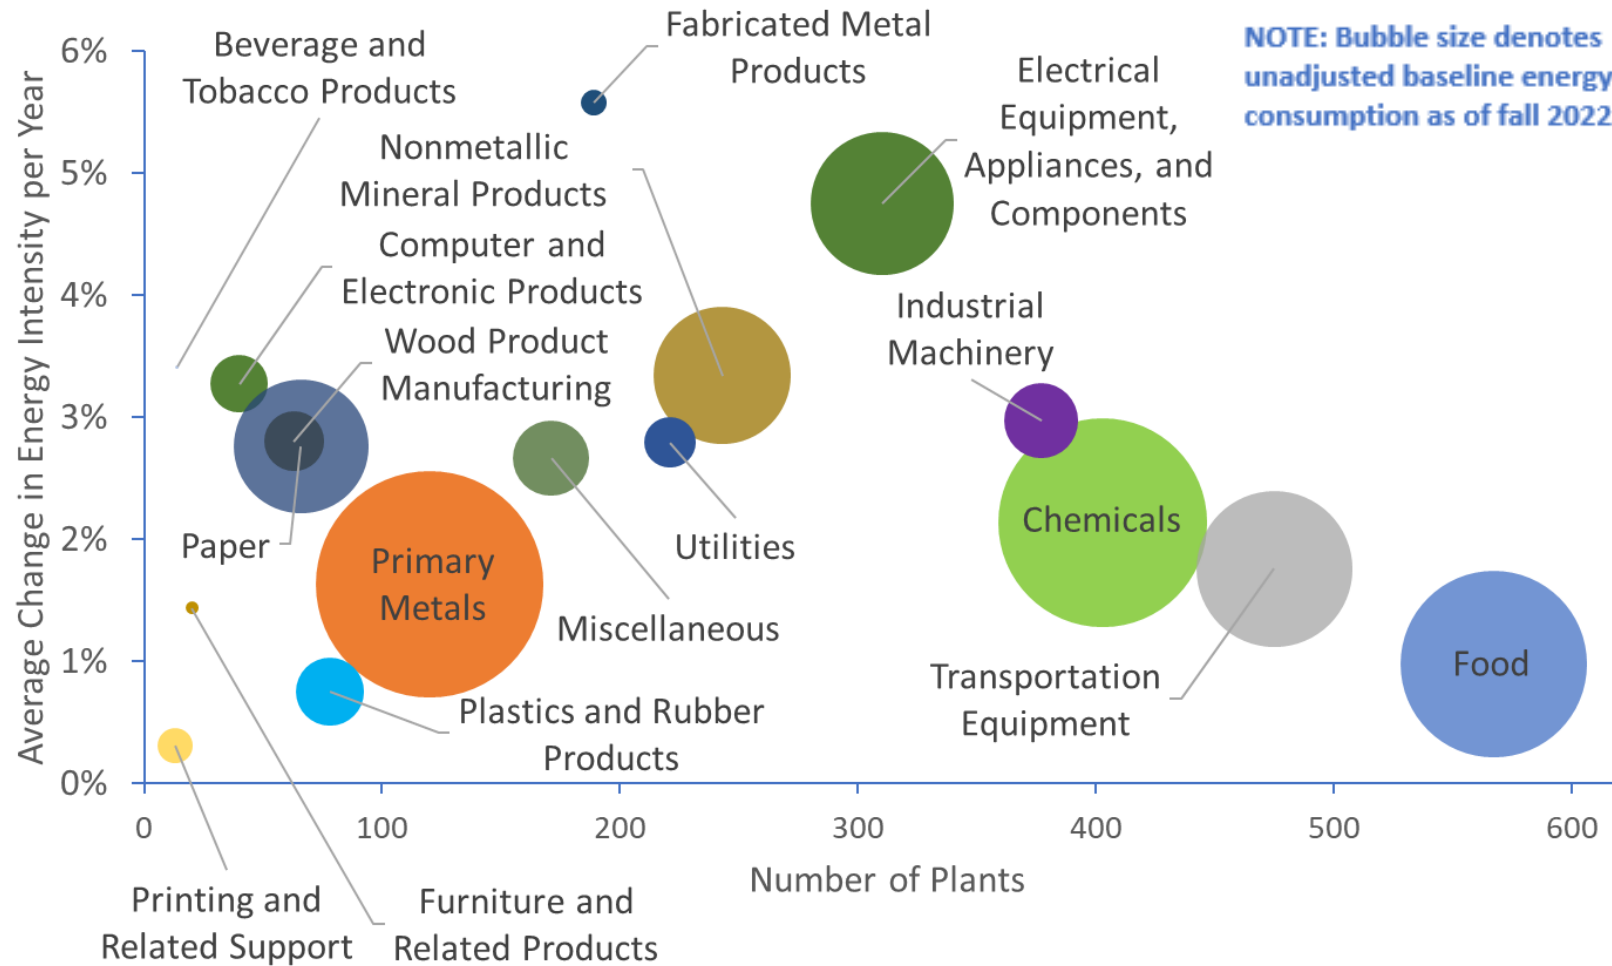 Fabricated Metal
Products
Beverage and
Tobacco Products
NOTE: Bubble size denotes
unadjusted baseline energy
consumption as of fall 2022
Electrical
Equipment,
Appliances, and
Components
Nonmetallic
Mineral Products
Computer and
Electronic Products
Industrial
Machinery
Wood Product
Manufacturing
Chemicals
Paper
Utilities
Primary
Metals
Miscellaneous
Food
Transportation
Equipment
Plastics and Rubber
Products
Average Change in Energy Intensity per Year
6%
5%
4%
3%
2%
1%
0%
0 100 200 300 400 500 600
Number of Plants
Printing and
Related Support
Furniture and
Related Products